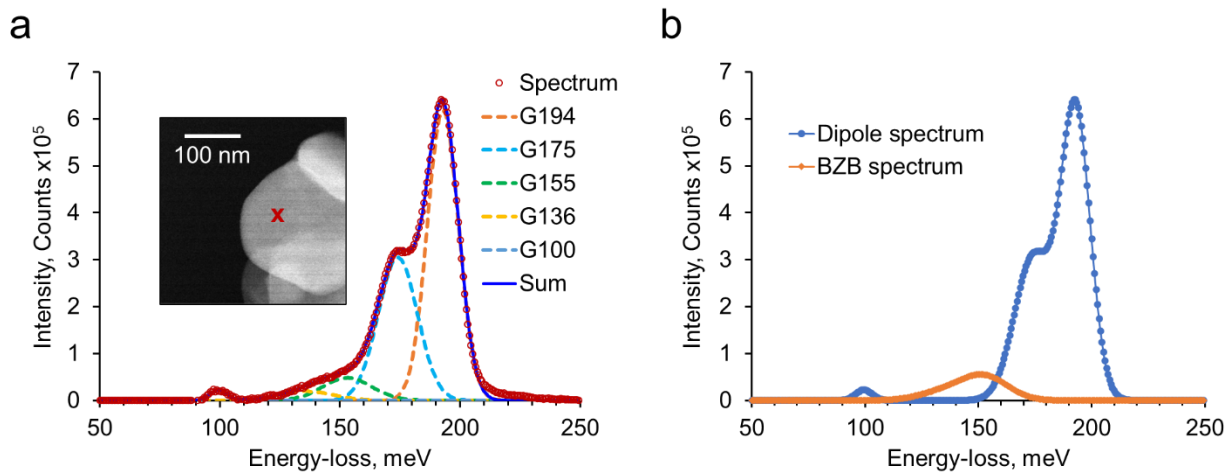 a
7
6
5
4
3
2
1
0
Intensity, Counts x10⁵
50
100
150
200
250
Energy-loss, meV
100 nm
x
Spectrum
G194
G175
G155
G136
G100
Sum
b
7
6
5
4
3
2
1
0
Intensity, Counts x10⁵
50
100
150
200
250
Energy-loss, meV
Dipole spectrum
BZB spectrum